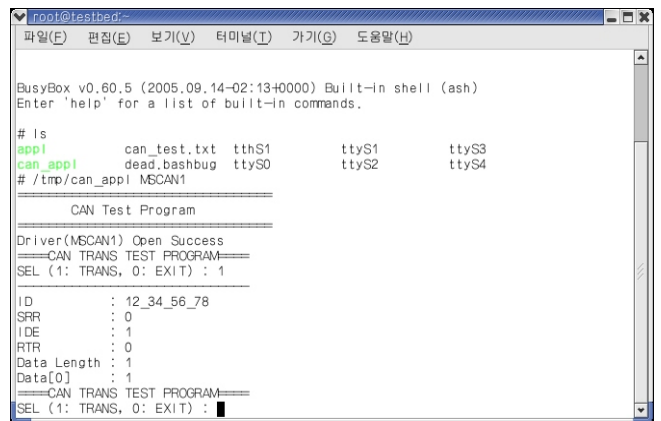 root@testbed:~
파일(F) 편집(E) 보기(V) 터미널(T) 가기(G) 도움말(H)
BusyBox v0.60.5 (2005.09.14-02:13+0000) Built-in shell (ash)
Enter 'help' for a list of built-in commands.
# ls
appl can_test.txt tthS1 ttyS1 ttyS3
can_appl dead.bashbug ttyS0 ttyS2 ttyS4
# /tmp/can_appl MSCAN1
================================
CAN Test Program
================================
Driver(MSCAN1) Open Success
=====CAN TRANS TEST PROGRAM=====
SEL (1: TRANS, 0: EXIT) : 1
--------------------------------
ID : 12_34_56_78
SRR : 0
IDE : 1
RTR : 0
Data Length : 1
Data[0] : 1
=====CAN TRANS TEST PROGRAM=====
SEL (1: TRANS, 0: EXIT) :